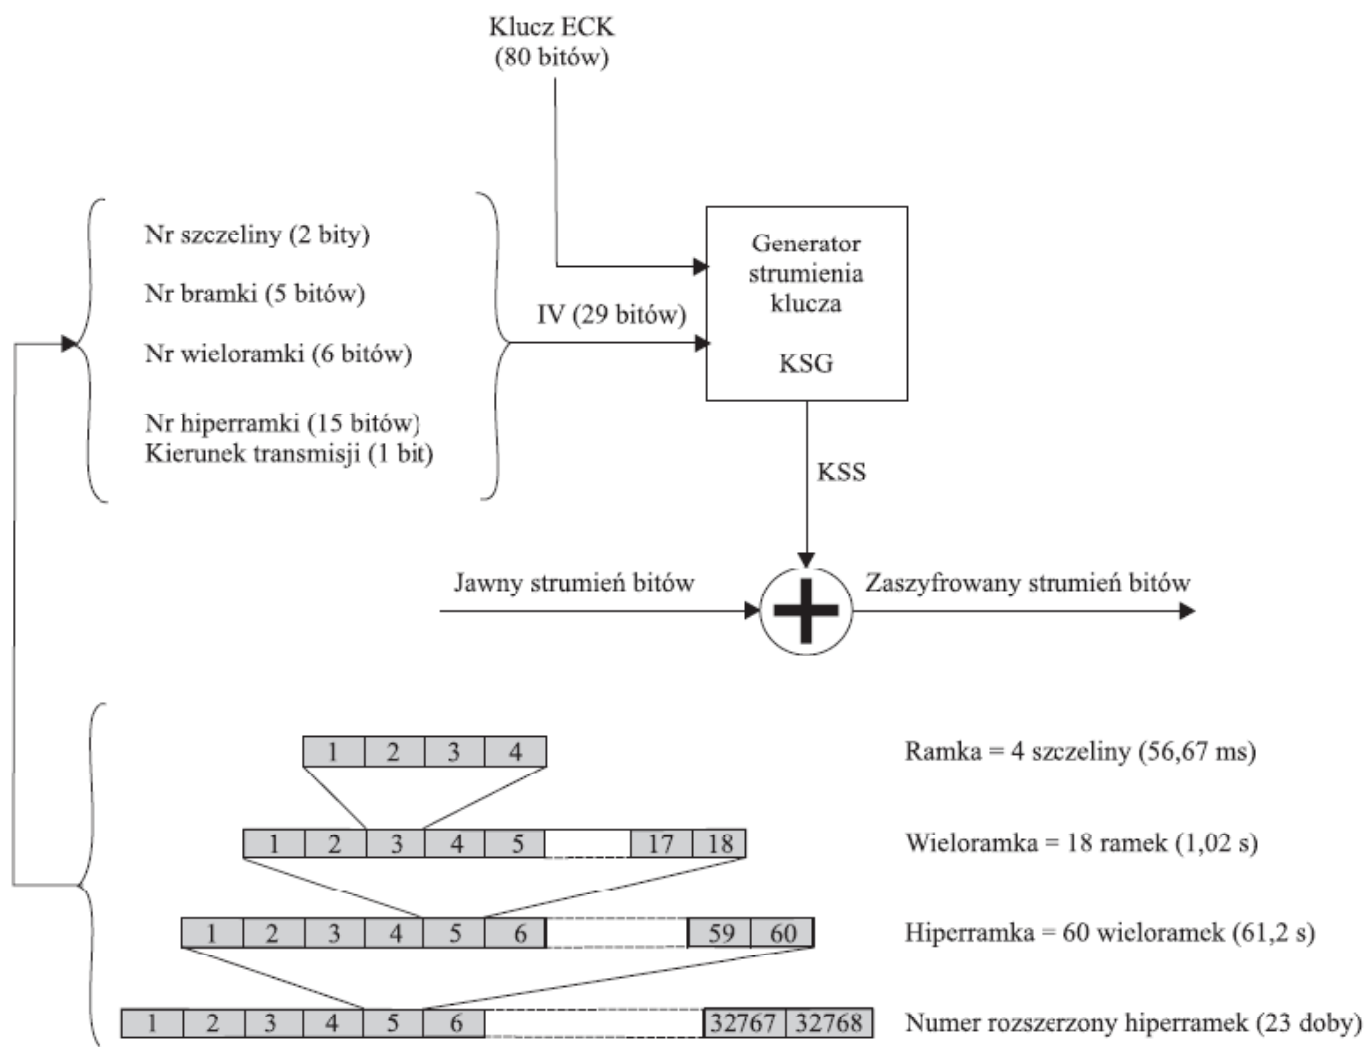 Klucz ECK
(80 bitów)
Nr szczeliny (2 bity)
Nr bramki (5 bitów)
Nr wieloramki (6 bitów)
Nr hiperramki (15 bitów)
Kierunek transmisji (1 bit)
IV (29 bitów)
Generator
strumienia
klucza
KSG
KSS
Jawny strumień bitów
Zaszyfrowany strumień bitów
1 2 3 4
Ramka = 4 szczeliny (56,67 ms)
1 2 3 4 5 17 18
Wieloramka = 18 ramek (1,02 s)
1 2 3 4 5 6 59 60
Hiperramka = 60 wieloramek (61,2 s)
1 2 3 4 5 6 32767 32768
Numer rozszerzony hiperramek (23 doby)